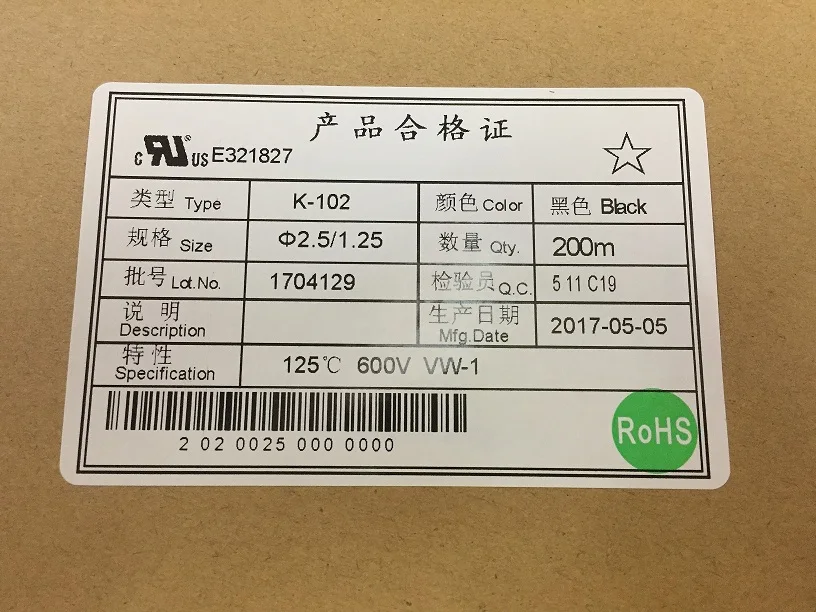 产品合格证
c RU US E321827
类型 Type K-102 颜色 Color 黑色 Black
规格 Size Φ2.5/1.25 数量 Qty. 200m
批号 Lot.No. 1704129 检验员 Q.C. 5 11 C19
说 明 生产日期
Description Mfg.Date 2017-05-05
特性
Specification 125℃ 600V VW-1
2 02 0025 000 0000
RoHS